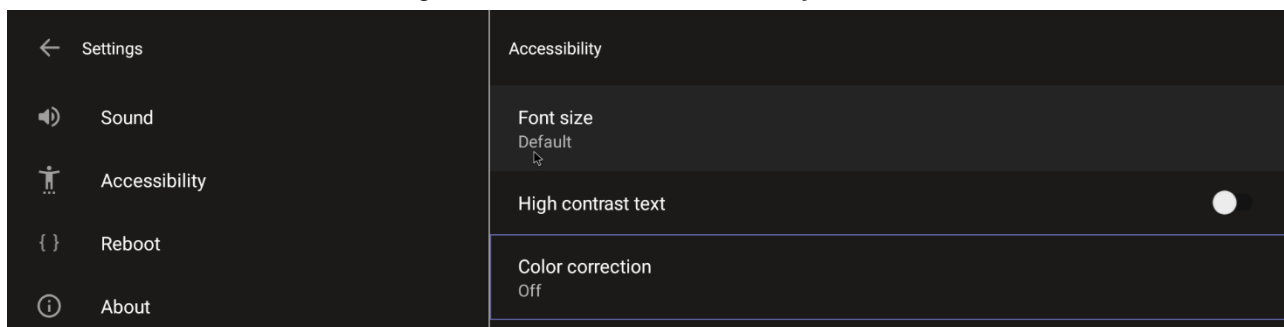 Settings
Sound
Accessibility
{ } Reboot
About
Accessibility
Font size
Default
High contrast text
Color correction
Off